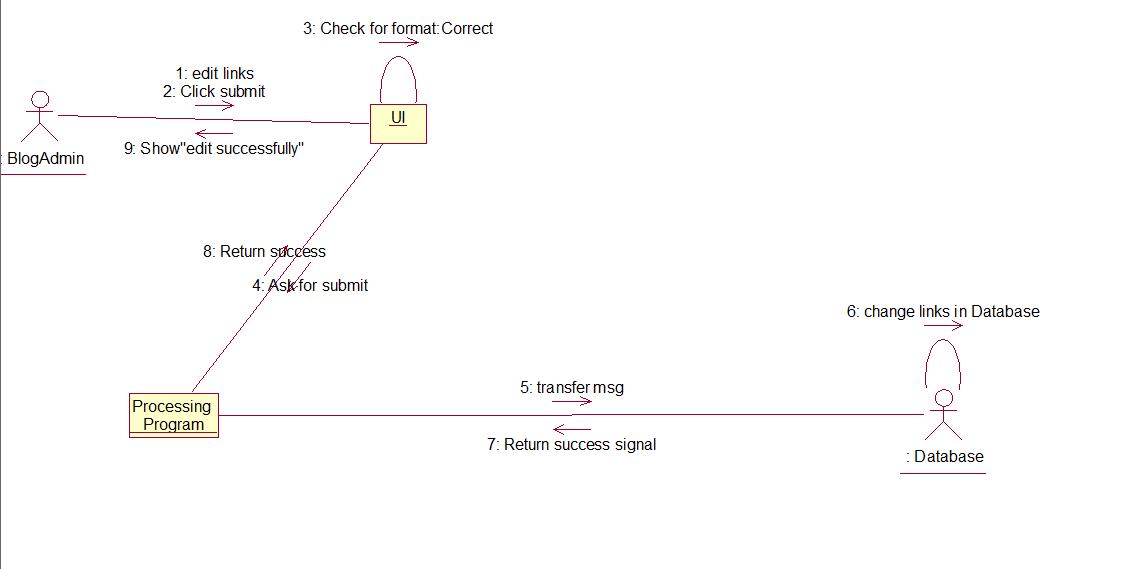 3: Check for format:Correct
1: edit links
2: Click submit
UI
9: Show"edit successfully"
: BlogAdmin
8: Return success
4: Ask for submit
6: change links in Database
5: transfer msg
Processing
Program
7: Return success signal
: Database